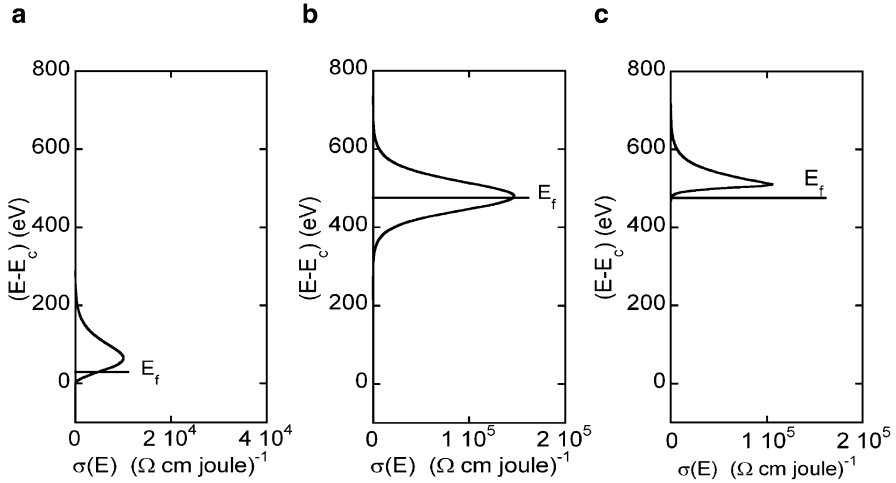 a
800
600
400
200
0
(E-E_c) (eV)
E_f
0 2 10^4 4 10^4
σ(E) (Ω cm joule)^-1
b
800
600
400
200
0
(E-E_c) (eV)
E_f
0 1 10^5 2 10^5
σ(E) (Ω cm joule)^-1
c
800
600
400
200
0
(E-E_c) (eV)
E_f
0 1 10^5 2 10^5
σ(E) (Ω cm joule)^-1